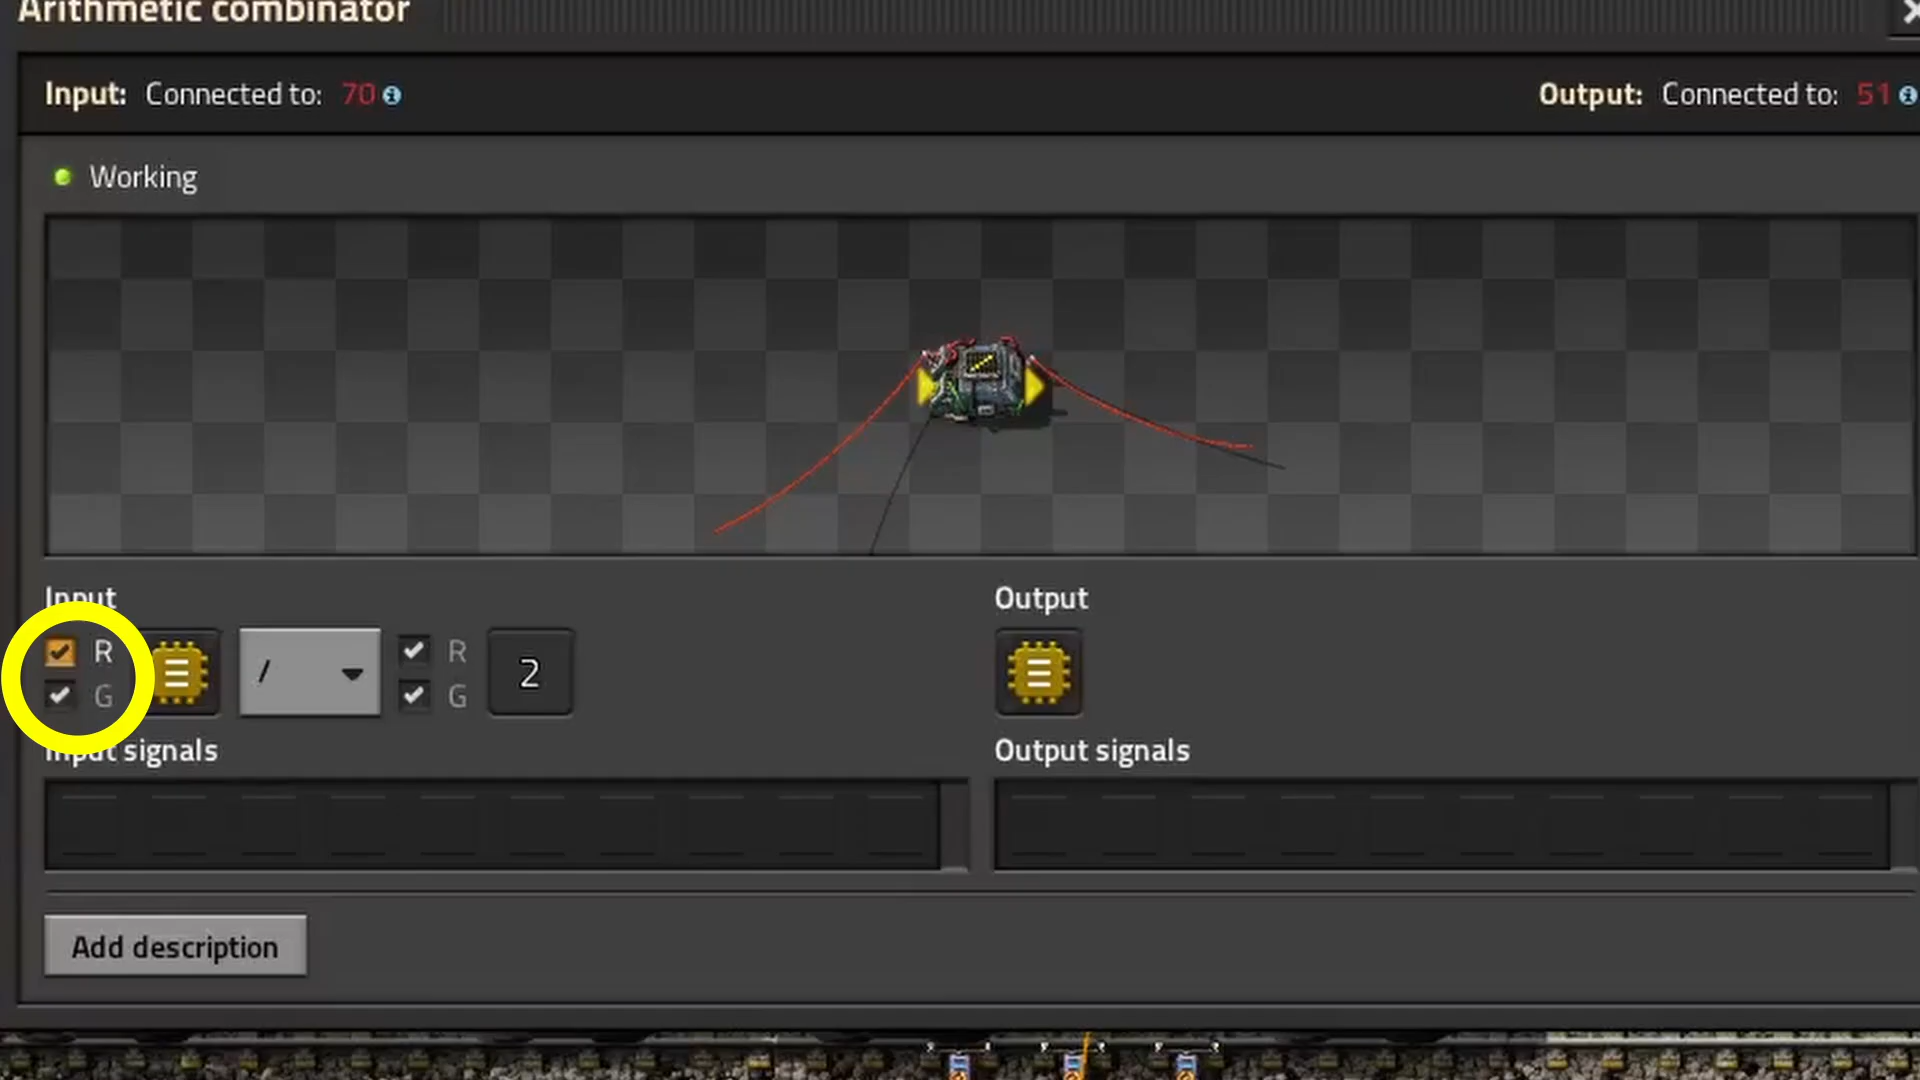 Arithmetic combinator
Input: Connected to: 70
Output: Connected to: 51
Working
Input
Output
R
G
/
R
G
2
Input signals
Output signals
Add description